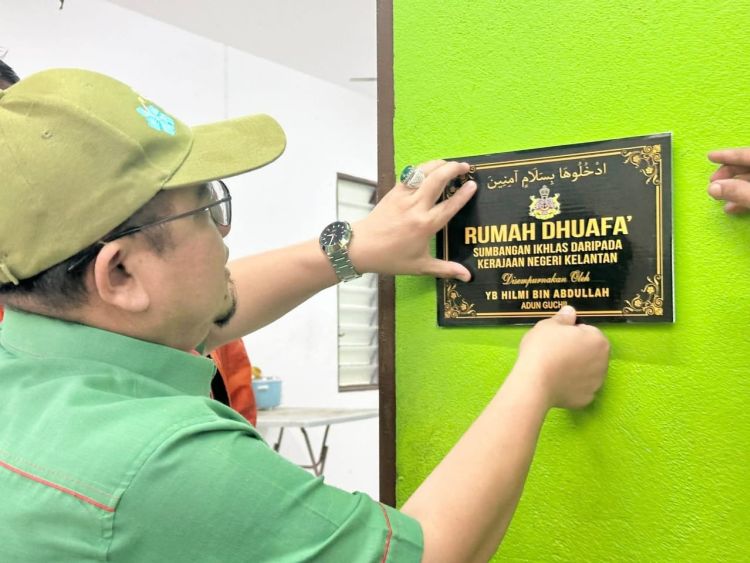 ادْخُلُوهَا بِسَلَامٍ آمِنِينَ
RUMAH DHUAFA'
SUMBANGAN IKHLAS DARIPADA
KERAJAAN NEGERI KELANTAN
Disempurnakan Oleh
YB HILMI BIN ABDULLAH
ADUN GUCHIL